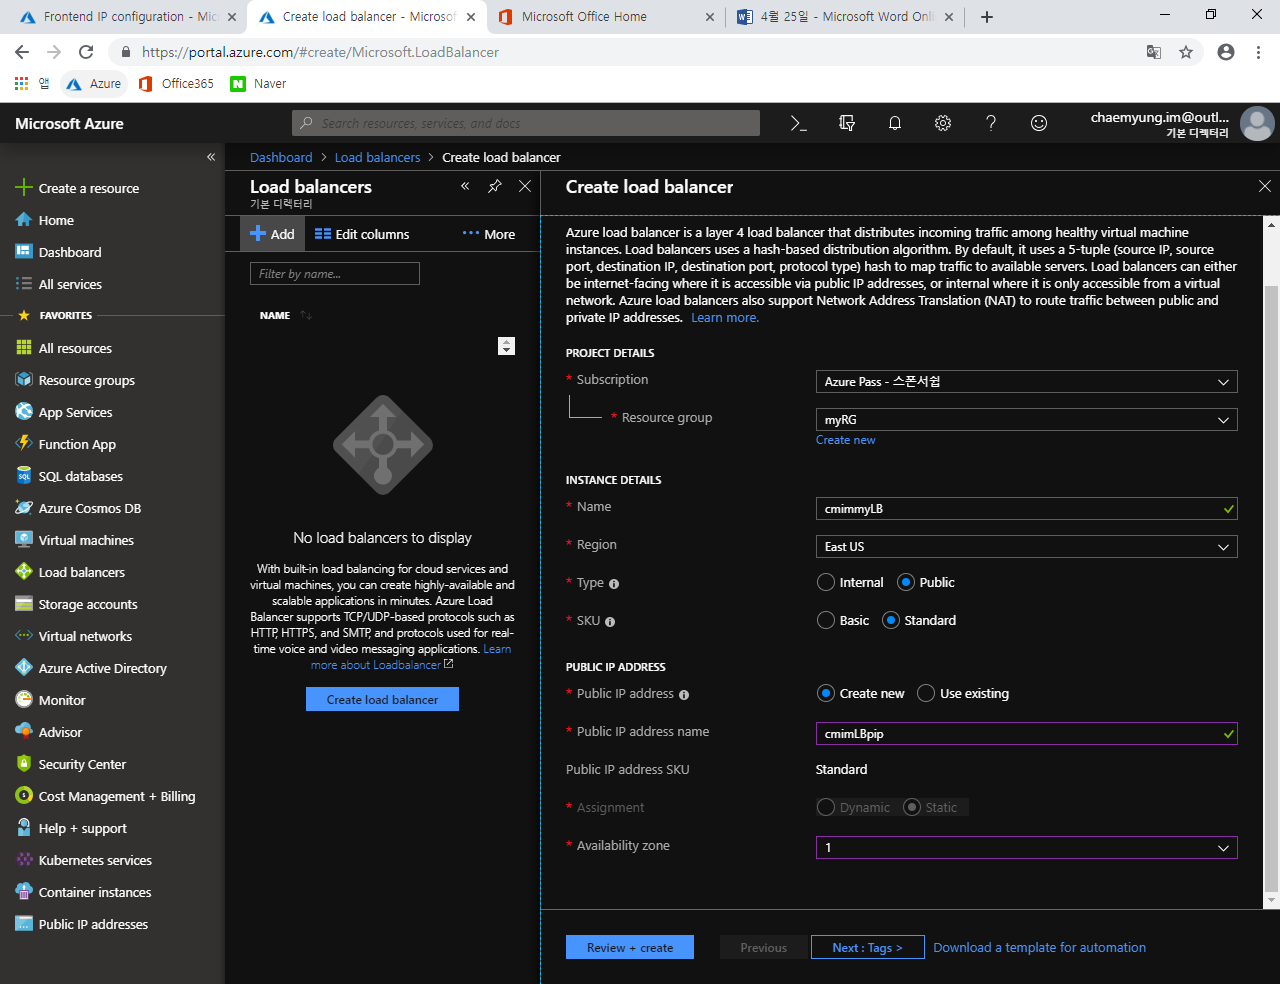 Frontend IP configuration - Mic
Create load balancer - Microsof
Microsoft Office Home
4월 25일 - Microsoft Word Onli
https://portal.azure.com/#create/Microsoft.LoadBalancer
앱
Azure
Office365
Naver
Microsoft Azure
Search resources, services, and docs
chaemyung.im@outl...
기본 디렉터리
Create a resource
Home
Dashboard
All services
FAVORITES
All resources
Resource groups
App Services
Function App
SQL databases
Azure Cosmos DB
Virtual machines
Load balancers
Storage accounts
Virtual networks
Azure Active Directory
Monitor
Advisor
Security Center
Cost Management + Billing
Help + support
Kubernetes services
Container instances
Public IP addresses
Dashboard > Load balancers > Create load balancer
Load balancers
기본 디렉터리
Add
Edit columns
More
Filter by name...
NAME
No load balancers to display
With built-in load balancing for cloud services and
virtual machines, you can create highly-available and
scalable applications in minutes. Azure Load
Balancer supports TCP/UDP-based protocols such as
HTTP, HTTPS, and SMTP, and protocols used for real-
time voice and video messaging applications. Learn
more about Loadbalancer
Create load balancer
Create load balancer
Azure load balancer is a layer 4 load balancer that distributes incoming traffic among healthy virtual machine
instances. Load balancers uses a hash-based distribution algorithm. By default, it uses a 5-tuple (source IP, source
port, destination IP, destination port, protocol type) hash to map traffic to available servers. Load balancers can either
be internet-facing where it is accessible via public IP addresses, or internal where it is only accessible from a virtual
network. Azure load balancers also support Network Address Translation (NAT) to route traffic between public and
private IP addresses. Learn more.
PROJECT DETAILS
* Subscription
Azure Pass - 스폰서쉽
* Resource group
myRG
Create new
INSTANCE DETAILS
* Name
cmimmyLB
* Region
East US
* Type
Internal
Public
* SKU
Basic
Standard
PUBLIC IP ADDRESS
* Public IP address
Create new
Use existing
* Public IP address name
cmimLBpip
Public IP address SKU
Standard
* Assignment
Dynamic
Static
* Availability zone
1
Review + create
Previous
Next : Tags >
Download a template for automation